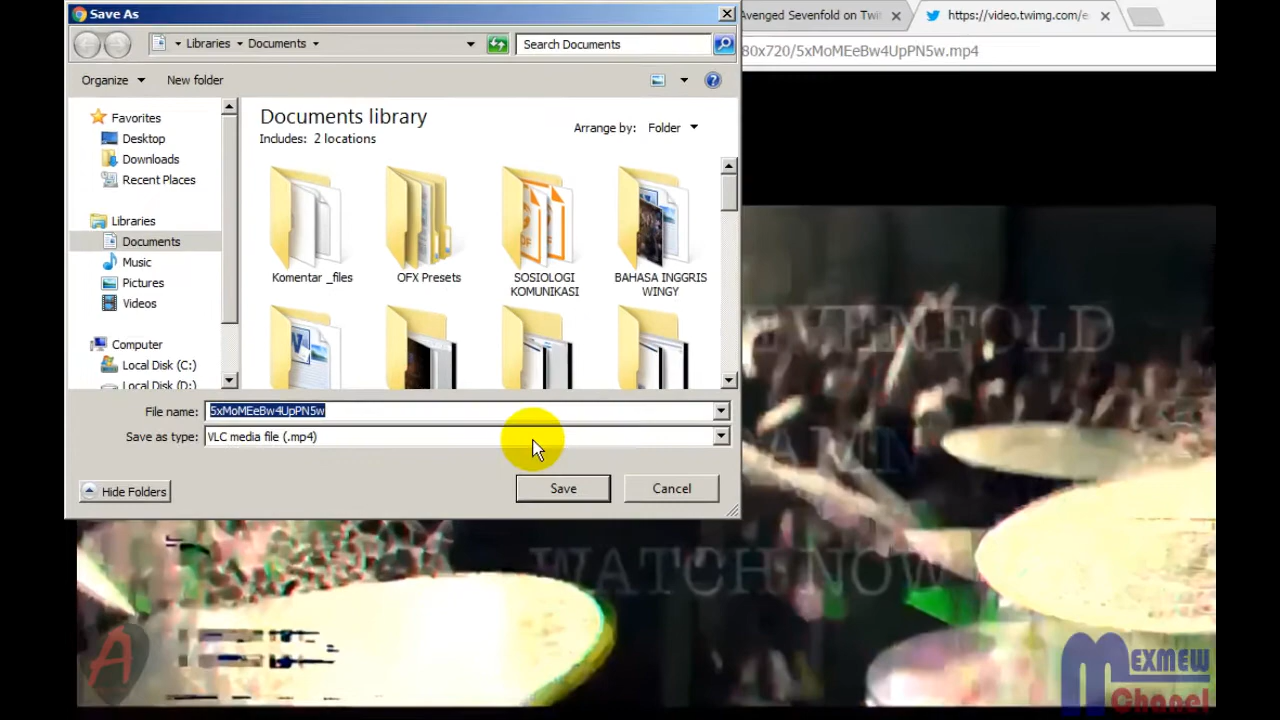 Save As
Avenged Sevenfold on Twi
https://video.twimg.com/e
Libraries
Documents
Search Documents
80x720/5xMoMEeBw4UpPN5w.mp4
Organize
New folder
Favorites
Desktop
Downloads
Recent Places
Libraries
Documents
Music
Pictures
Videos
Computer
Local Disk (C:)
Local Disk (D:)
Documents library
Includes: 2 locations
Arrange by: Folder
Komentar _files
OFX Presets
SOSIOLOGI
KOMUNIKASI
BAHASA INGGRIS
WINGY
File name: 5xMoMEeBw4UpPN5w
Save as type: VLC media file (.mp4)
Hide Folders
Save
Cancel
EVENFOLD
AMN
WATCH NOW
A
MEXMEW
Chanel